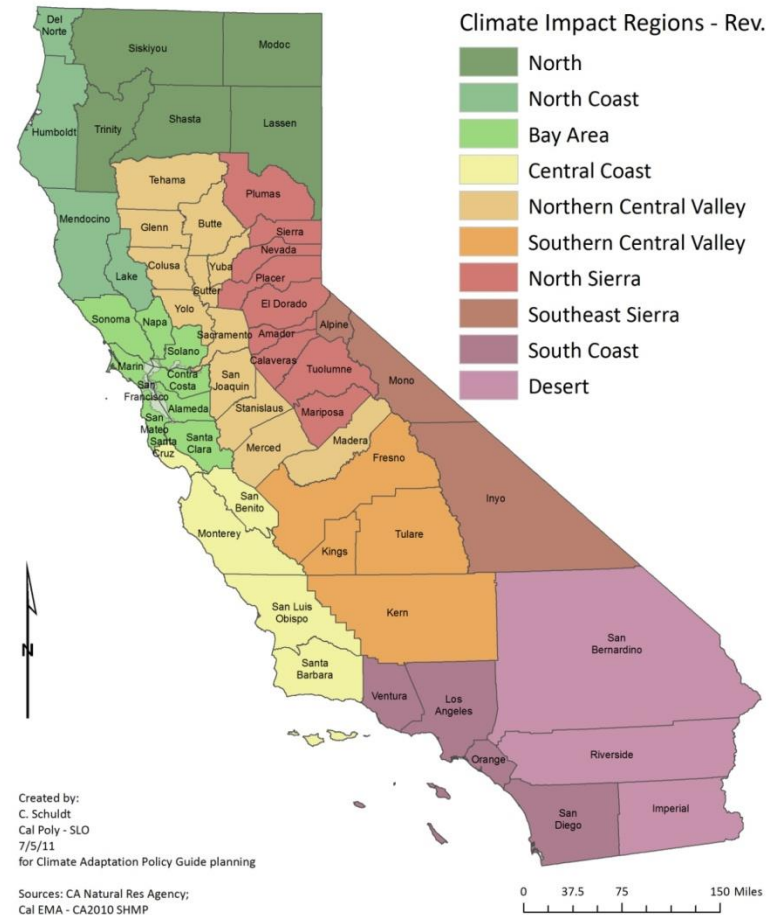 Climate Impact Regions - Rev.
North
North Coast
Bay Area
Central Coast
Northern Central Valley
Southern Central Valley
North Sierra
Southeast Sierra
South Coast
Desert
Del
Norte
Siskiyou
Modoc
Humboldt
Trinity
Shasta
Lassen
Tehama
Plumas
Mendocino
Glenn
Butte
Sierra
Nevada
Lake
Colusa
Yuba
Placer
Sutter
Yolo
El Dorado
Sonoma
Napa
Sacramento
Alpine
Amador
Solano
Calaveras
Marin
Contra
Costa
San
Joaquin
Tuolumne
Mono
San
Francisco
Alameda
Stanislaus
San
Mateo
Mariposa
Santa
Clara
Santa
Cruz
Merced
Madera
Fresno
San
Benito
Inyo
Monterey
Kings
Tulare
San Luis
Obispo
Kern
San
Bernardino
Santa
Barbara
Ventura
Los
Angeles
Orange
Riverside
San
Diego
Imperial
N
Created by:
C. Schuldt
Cal Poly - SLO
7/5/11
for Climate Adaptation Policy Guide planning
Sources: CA Natural Res Agency;
Cal EMA - CA2010 SHMP
0 37.5 75 150 Miles